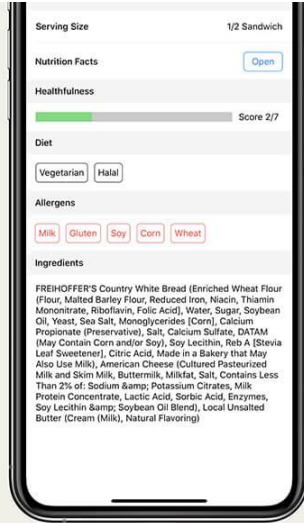 Serving Size 1/2 Sandwich
Nutrition Facts Open
Healthfulness
Score 2/7
Diet
Vegetarian Halal
Allergens
Milk Gluten Soy Corn Wheat
Ingredients
FREIHOFFER'S Country White Bread (Enriched Wheat Flour
(Flour, Malted Barley Flour, Reduced Iron, Niacin, Thiamin
Mononitrate, Riboflavin, Folic Acid], Water, Sugar, Soybean
Oil, Yeast, Sea Salt, Monoglycerides [Corn], Calcium
Propionate (Preservative), Salt, Calcium Sulfate, DATAM
(May Contain Corn and/or Soy), Soy Lecithin, Reb A [Stevia
Leaf Sweetener], Citric Acid, Made in a Bakery that May
Also Use Milk), American Cheese (Cultured Pasteurized
Milk and Skim Milk, Buttermilk, Milkfat, Salt, Contains Less
Than 2% of: Sodium &amp; Potassium Citrates, Milk
Protein Concentrate, Lactic Acid, Sorbic Acid, Enzymes,
Soy Lecithin &amp; Soybean Oil Blend), Local Unsalted
Butter (Cream (Milk), Natural Flavoring)